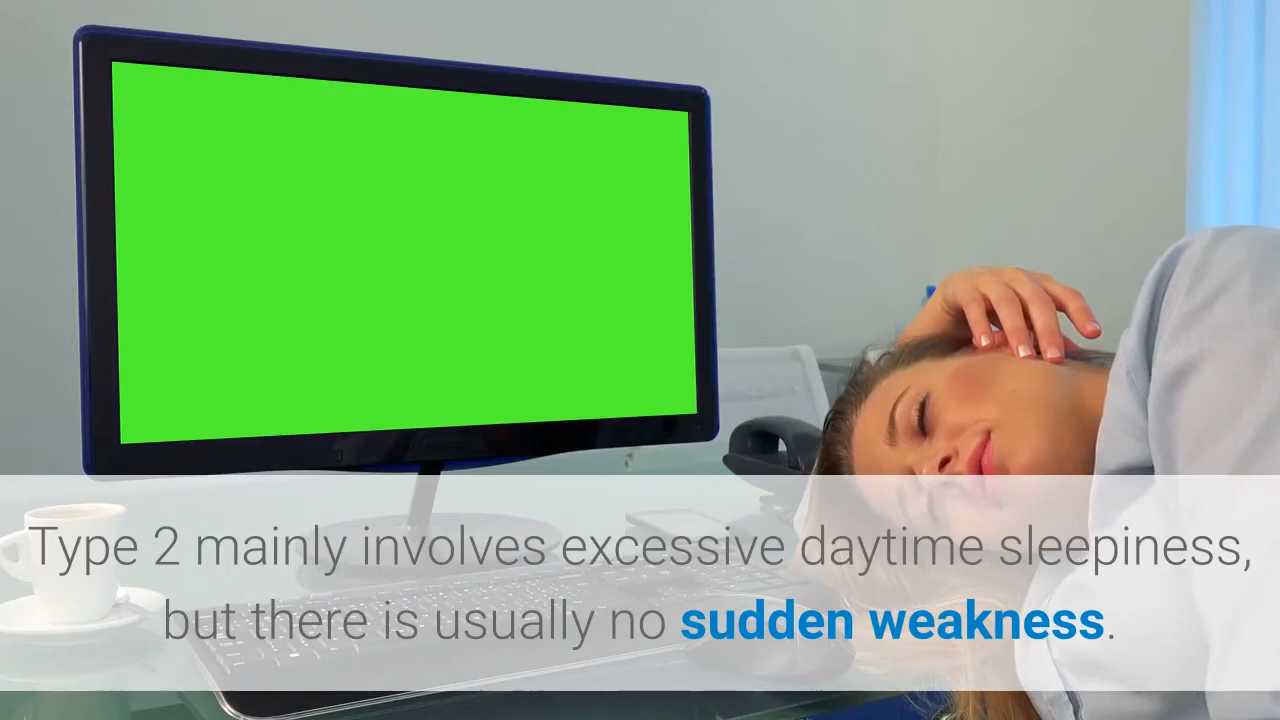 Type 2 mainly involves excessive daytime sleepiness,
but there is usually no sudden weakness.